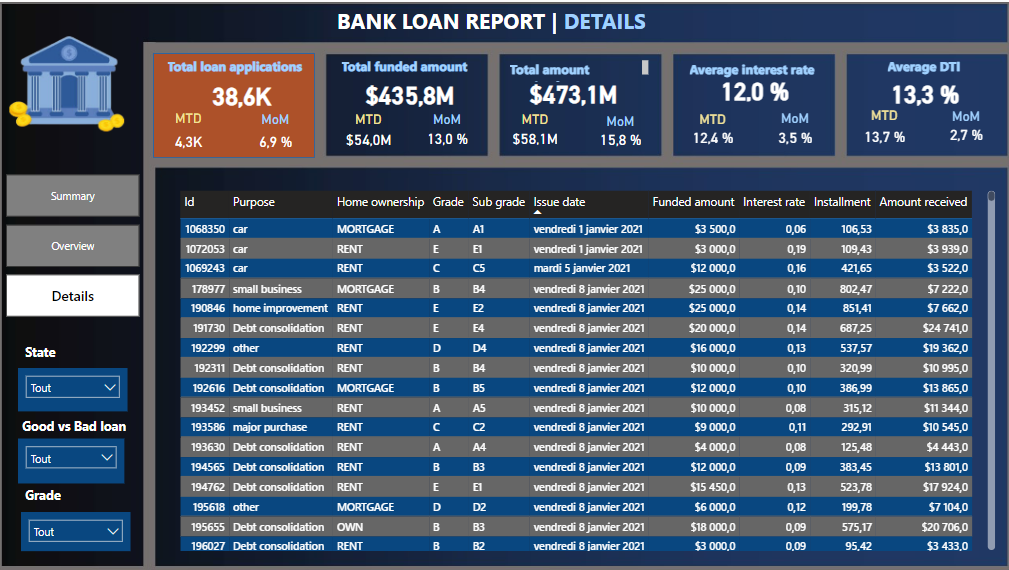 BANK LOAN REPORT | DETAILS
Total loan applications
38,6K
MTD MoM
4,3K 6,9 %
Total funded amount
$435,8M
MTD MoM
$54,0M 13,0 %
Total amount
$473,1M
MTD MoM
$58,1M 15,8 %
Average interest rate
12,0 %
MTD MoM
12,4 % 3,5 %
Average DTI
13,3 %
MTD MoM
13,7 % 2,7 %
Summary
Overview
Details
State
Tout
Good vs Bad loan
Tout
Grade
Tout
Id Purpose Home ownership Grade Sub grade Issue date Funded amount Interest rate Installment Amount received
1068350 car MORTGAGE A A1 vendredi 1 janvier 2021 $3 500,0 0,06 106,53 $3 835,0
1072053 car RENT E E1 vendredi 1 janvier 2021 $3 000,0 0,19 109,43 $3 939,0
1069243 car RENT C C5 mardi 5 janvier 2021 $12 000,0 0,16 421,65 $3 522,0
178977 small business MORTGAGE B B4 vendredi 8 janvier 2021 $25 000,0 0,10 802,47 $7 222,0
190846 home improvement RENT E E2 vendredi 8 janvier 2021 $25 000,0 0,14 851,41 $7 662,0
191730 Debt consolidation RENT E E4 vendredi 8 janvier 2021 $20 000,0 0,14 687,25 $24 741,0
192299 other RENT D D4 vendredi 8 janvier 2021 $16 000,0 0,13 537,57 $19 362,0
192311 Debt consolidation RENT B B4 vendredi 8 janvier 2021 $10 000,0 0,10 320,99 $10 995,0
192616 Debt consolidation MORTGAGE B B5 vendredi 8 janvier 2021 $12 000,0 0,10 386,99 $13 865,0
193452 small business RENT A A5 vendredi 8 janvier 2021 $10 000,0 0,08 315,12 $11 344,0
193586 major purchase RENT C C2 vendredi 8 janvier 2021 $9 000,0 0,11 292,91 $10 545,0
193630 Debt consolidation RENT A A4 vendredi 8 janvier 2021 $4 000,0 0,08 125,48 $4 443,0
194565 Debt consolidation RENT B B3 vendredi 8 janvier 2021 $12 000,0 0,09 383,45 $13 801,0
194762 Debt consolidation RENT E E1 vendredi 8 janvier 2021 $15 450,0 0,13 523,78 $17 924,0
195618 other MORTGAGE D D2 vendredi 8 janvier 2021 $6 000,0 0,12 199,78 $7 104,0
195655 Debt consolidation OWN B B3 vendredi 8 janvier 2021 $18 000,0 0,09 575,17 $20 706,0
196027 Debt consolidation RENT B B2 vendredi 8 janvier 2021 $3 000,0 0,09 95,42 $3 433,0